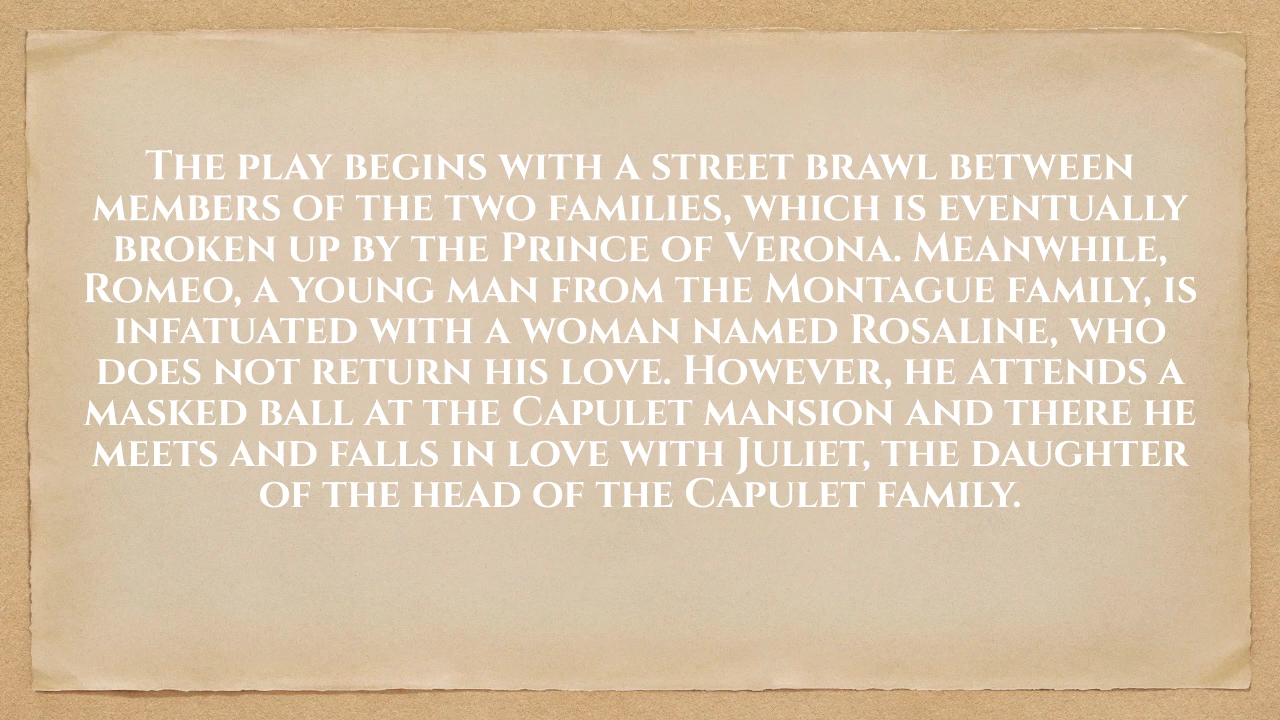 The play begins with a street brawl between
members of the two families, which is eventually
broken up by the Prince of Verona. Meanwhile,
Romeo, a young man from the Montague family, is
infatuated with a woman named Rosaline, who
does not return his love. However, he attends a
masked ball at the Capulet mansion and there he
meets and falls in love with Juliet, the daughter
of the head of the Capulet family.